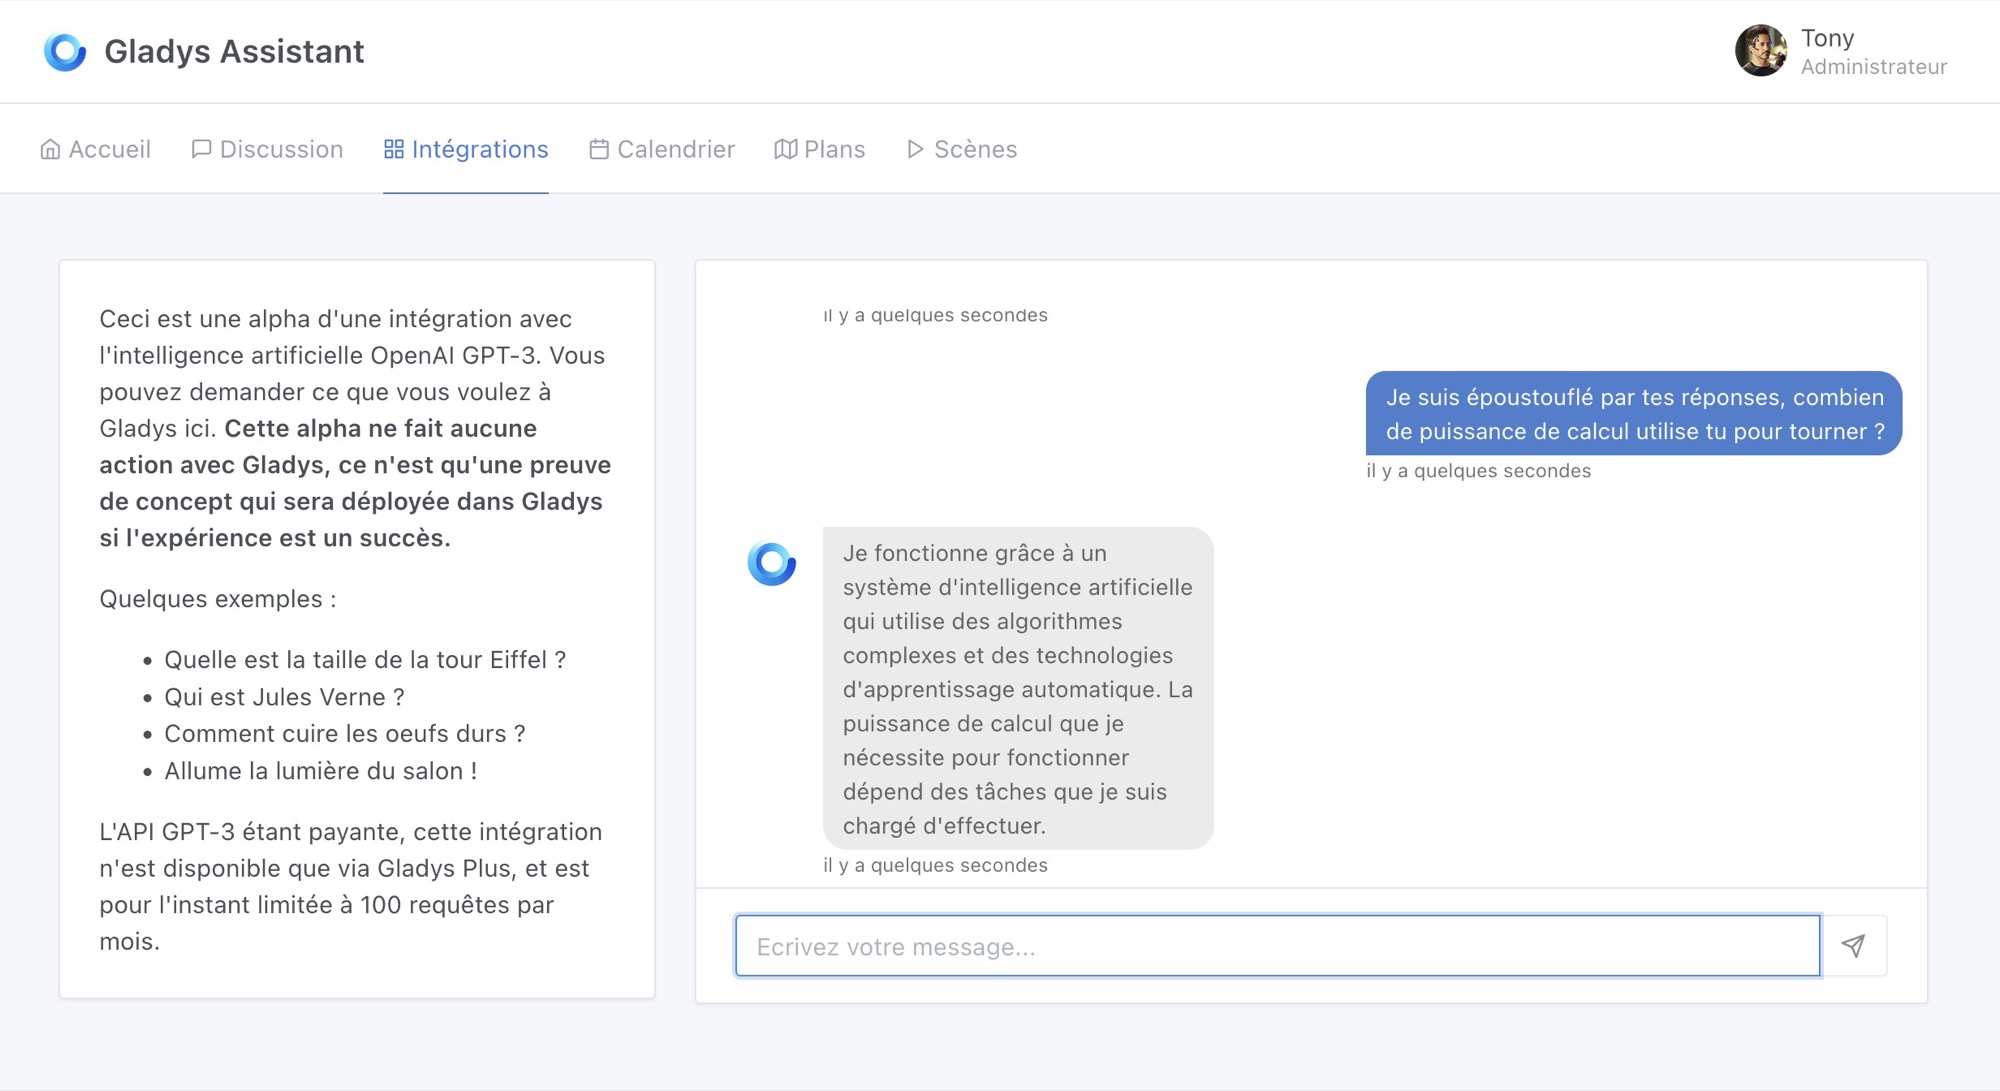 Gladys Assistant
Tony
Administrateur
Accueil
Discussion
Intégrations
Calendrier
Plans
Scènes
Ceci est une alpha d'une intégration avec
l'intelligence artificielle OpenAI GPT-3. Vous
pouvez demander ce que vous voulez à
Gladys ici. Cette alpha ne fait aucune
action avec Gladys, ce n'est qu'une preuve
de concept qui sera déployée dans Gladys
si l'expérience est un succès.
Quelques exemples :
• Quelle est la taille de la tour Eiffel ?
• Qui est Jules Verne ?
• Comment cuire les oeufs durs ?
• Allume la lumière du salon !
L'API GPT-3 étant payante, cette intégration
n'est disponible que via Gladys Plus, et est
pour l'instant limitée à 100 requêtes par
mois.
il y a quelques secondes
Je suis époustouflé par tes réponses, combien
de puissance de calcul utilise tu pour tourner ?
il y a quelques secondes
Je fonctionne grâce à un
système d'intelligence artificielle
qui utilise des algorithmes
complexes et des technologies
d'apprentissage automatique. La
puissance de calcul que je
nécessite pour fonctionner
dépend des tâches que je suis
chargé d'effectuer.
il y a quelques secondes
Ecrivez votre message...